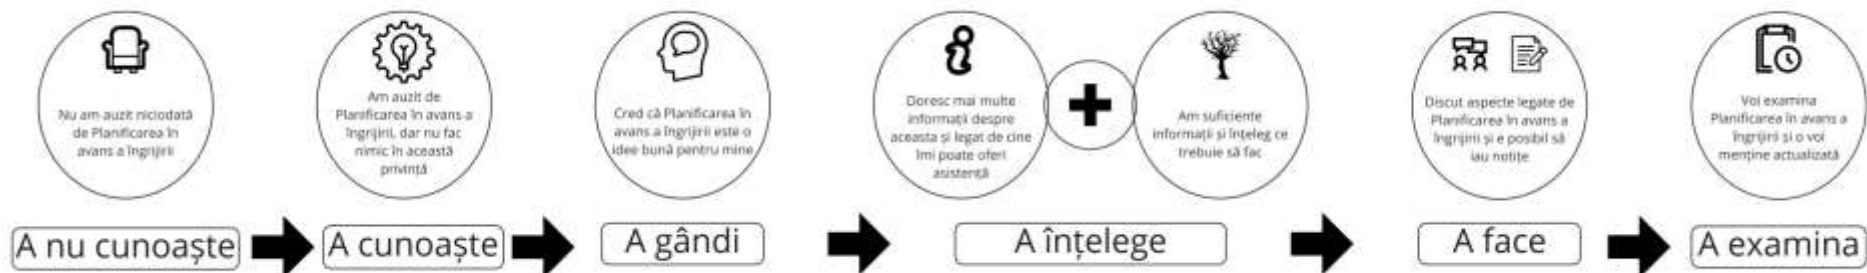 Nu am auzit niciodată
de Planificarea în
avans a îngrijirii
Am auzit de
Planificarea în avans a
îngrijirii, dar nu fac
nimic în această
privință
Cred că Planificarea în
avans a îngrijirii este o
idee bună pentru mine
Doresc mai multe
informații despre
aceasta și legat de cine
îmi poate oferi
asistență
Am suficiente
informații și înțeleg ce
trebuie să fac
Discut aspecte legate de
Planificarea în avans a
îngrijirii și e posibil să
iau notițe
Voi examina
Planificarea în avans a
îngrijirii și o voi
menține actualizată
A nu cunoaște
A cunoaște
A gândi
A înțelege
A face
A examina